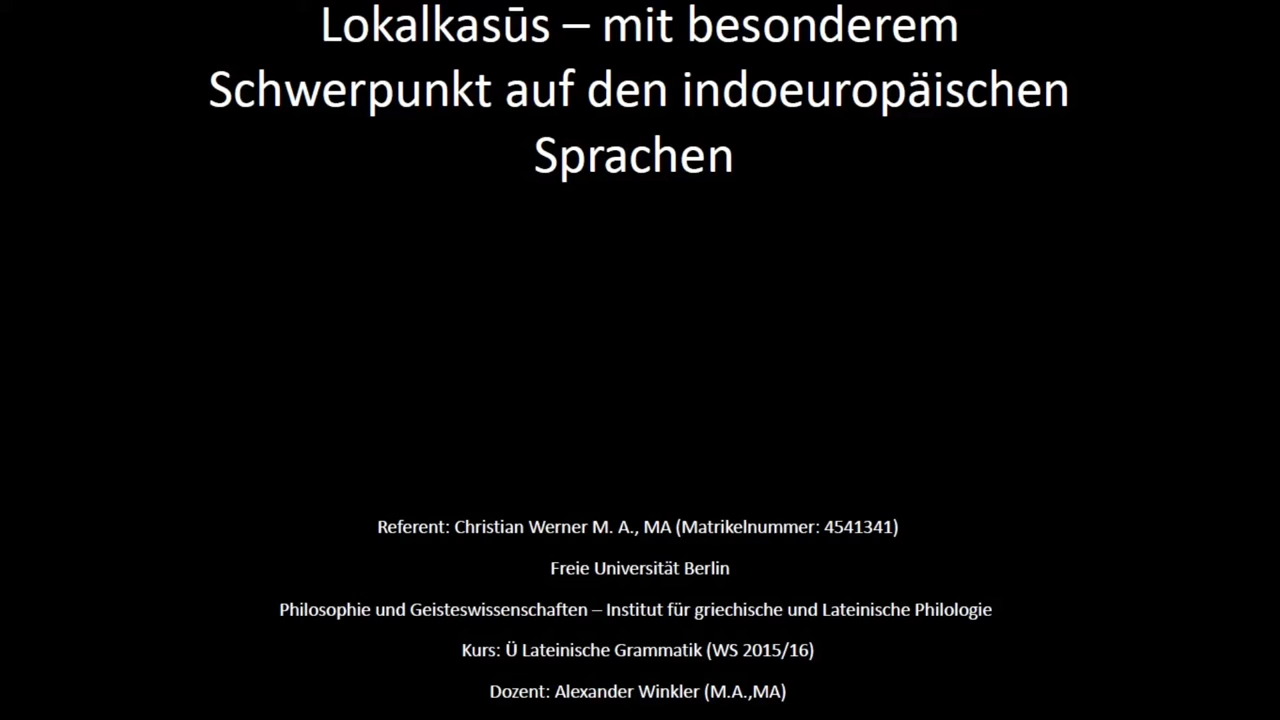 Lokalkasūs – mit besonderem
Schwerpunkt auf den indoeuropäischen
Sprachen
Referent: Christian Werner M. A., MA (Matrikelnummer: 4541341)
Freie Universität Berlin
Philosophie und Geisteswissenschaften – Institut für griechische und Lateinische Philologie
Kurs: Ü Lateinische Grammatik (WS 2015/16)
Dozent: Alexander Winkler (M.A.,MA)